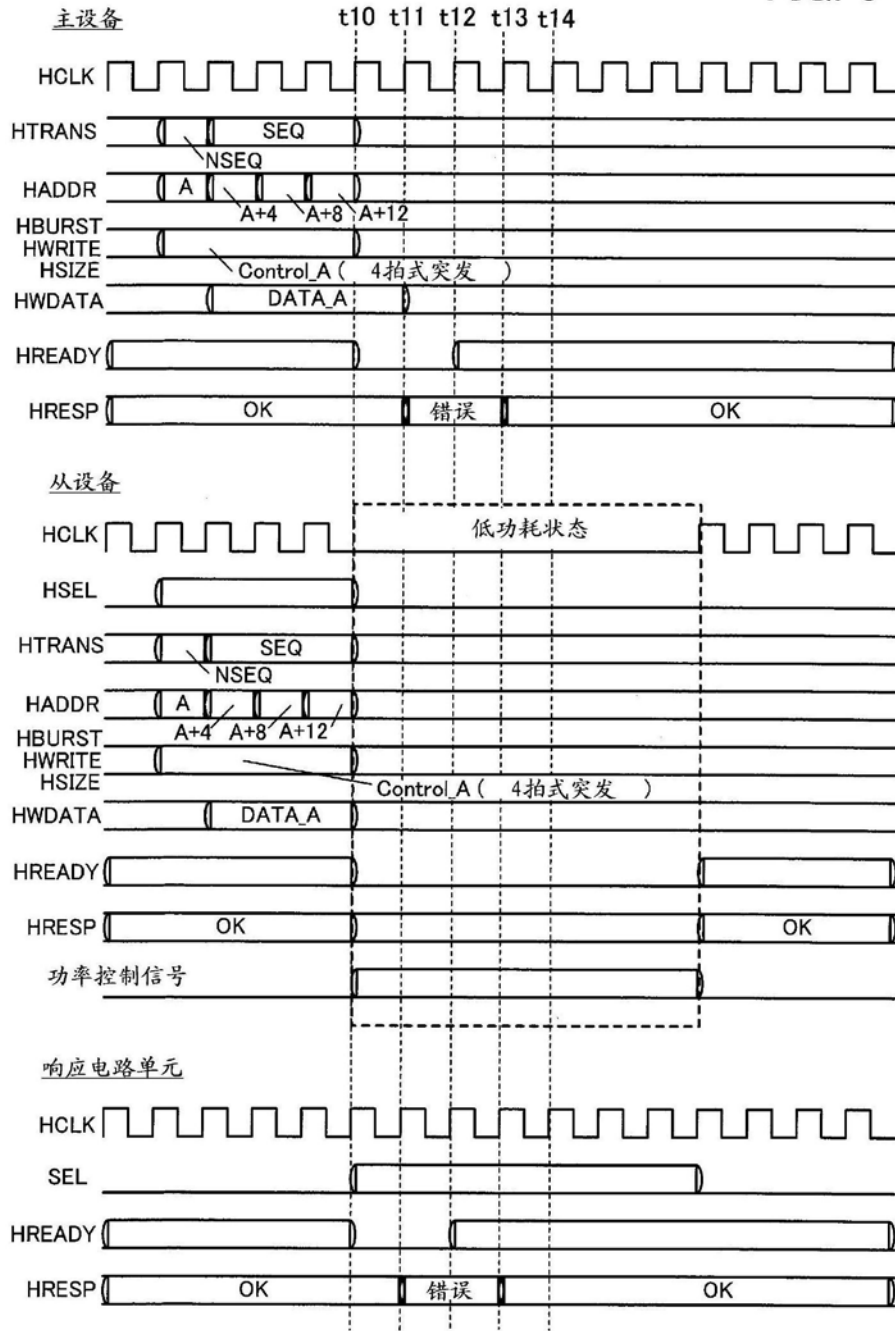 主设备
t10 t11 t12 t13 t14
HCLK
HTRANS SEQ
NSEQ
HADDR A
A+4 A+8 A+12
HBURST
HWRITE
HSIZE
Control_A ( 4拍式突发 )
HWDATA DATA_A
HREADY
HRESP OK 错误 OK
从设备
HCLK 低功耗状态
HSEL
HTRANS SEQ
NSEQ
HADDR A
A+4 A+8 A+12
HBURST
HWRITE
HSIZE
Control_A ( 4拍式突发 )
HWDATA DATA_A
HREADY
HRESP OK OK
功率控制信号
响应电路单元
HCLK
SEL
HREADY
HRESP OK 错误 OK